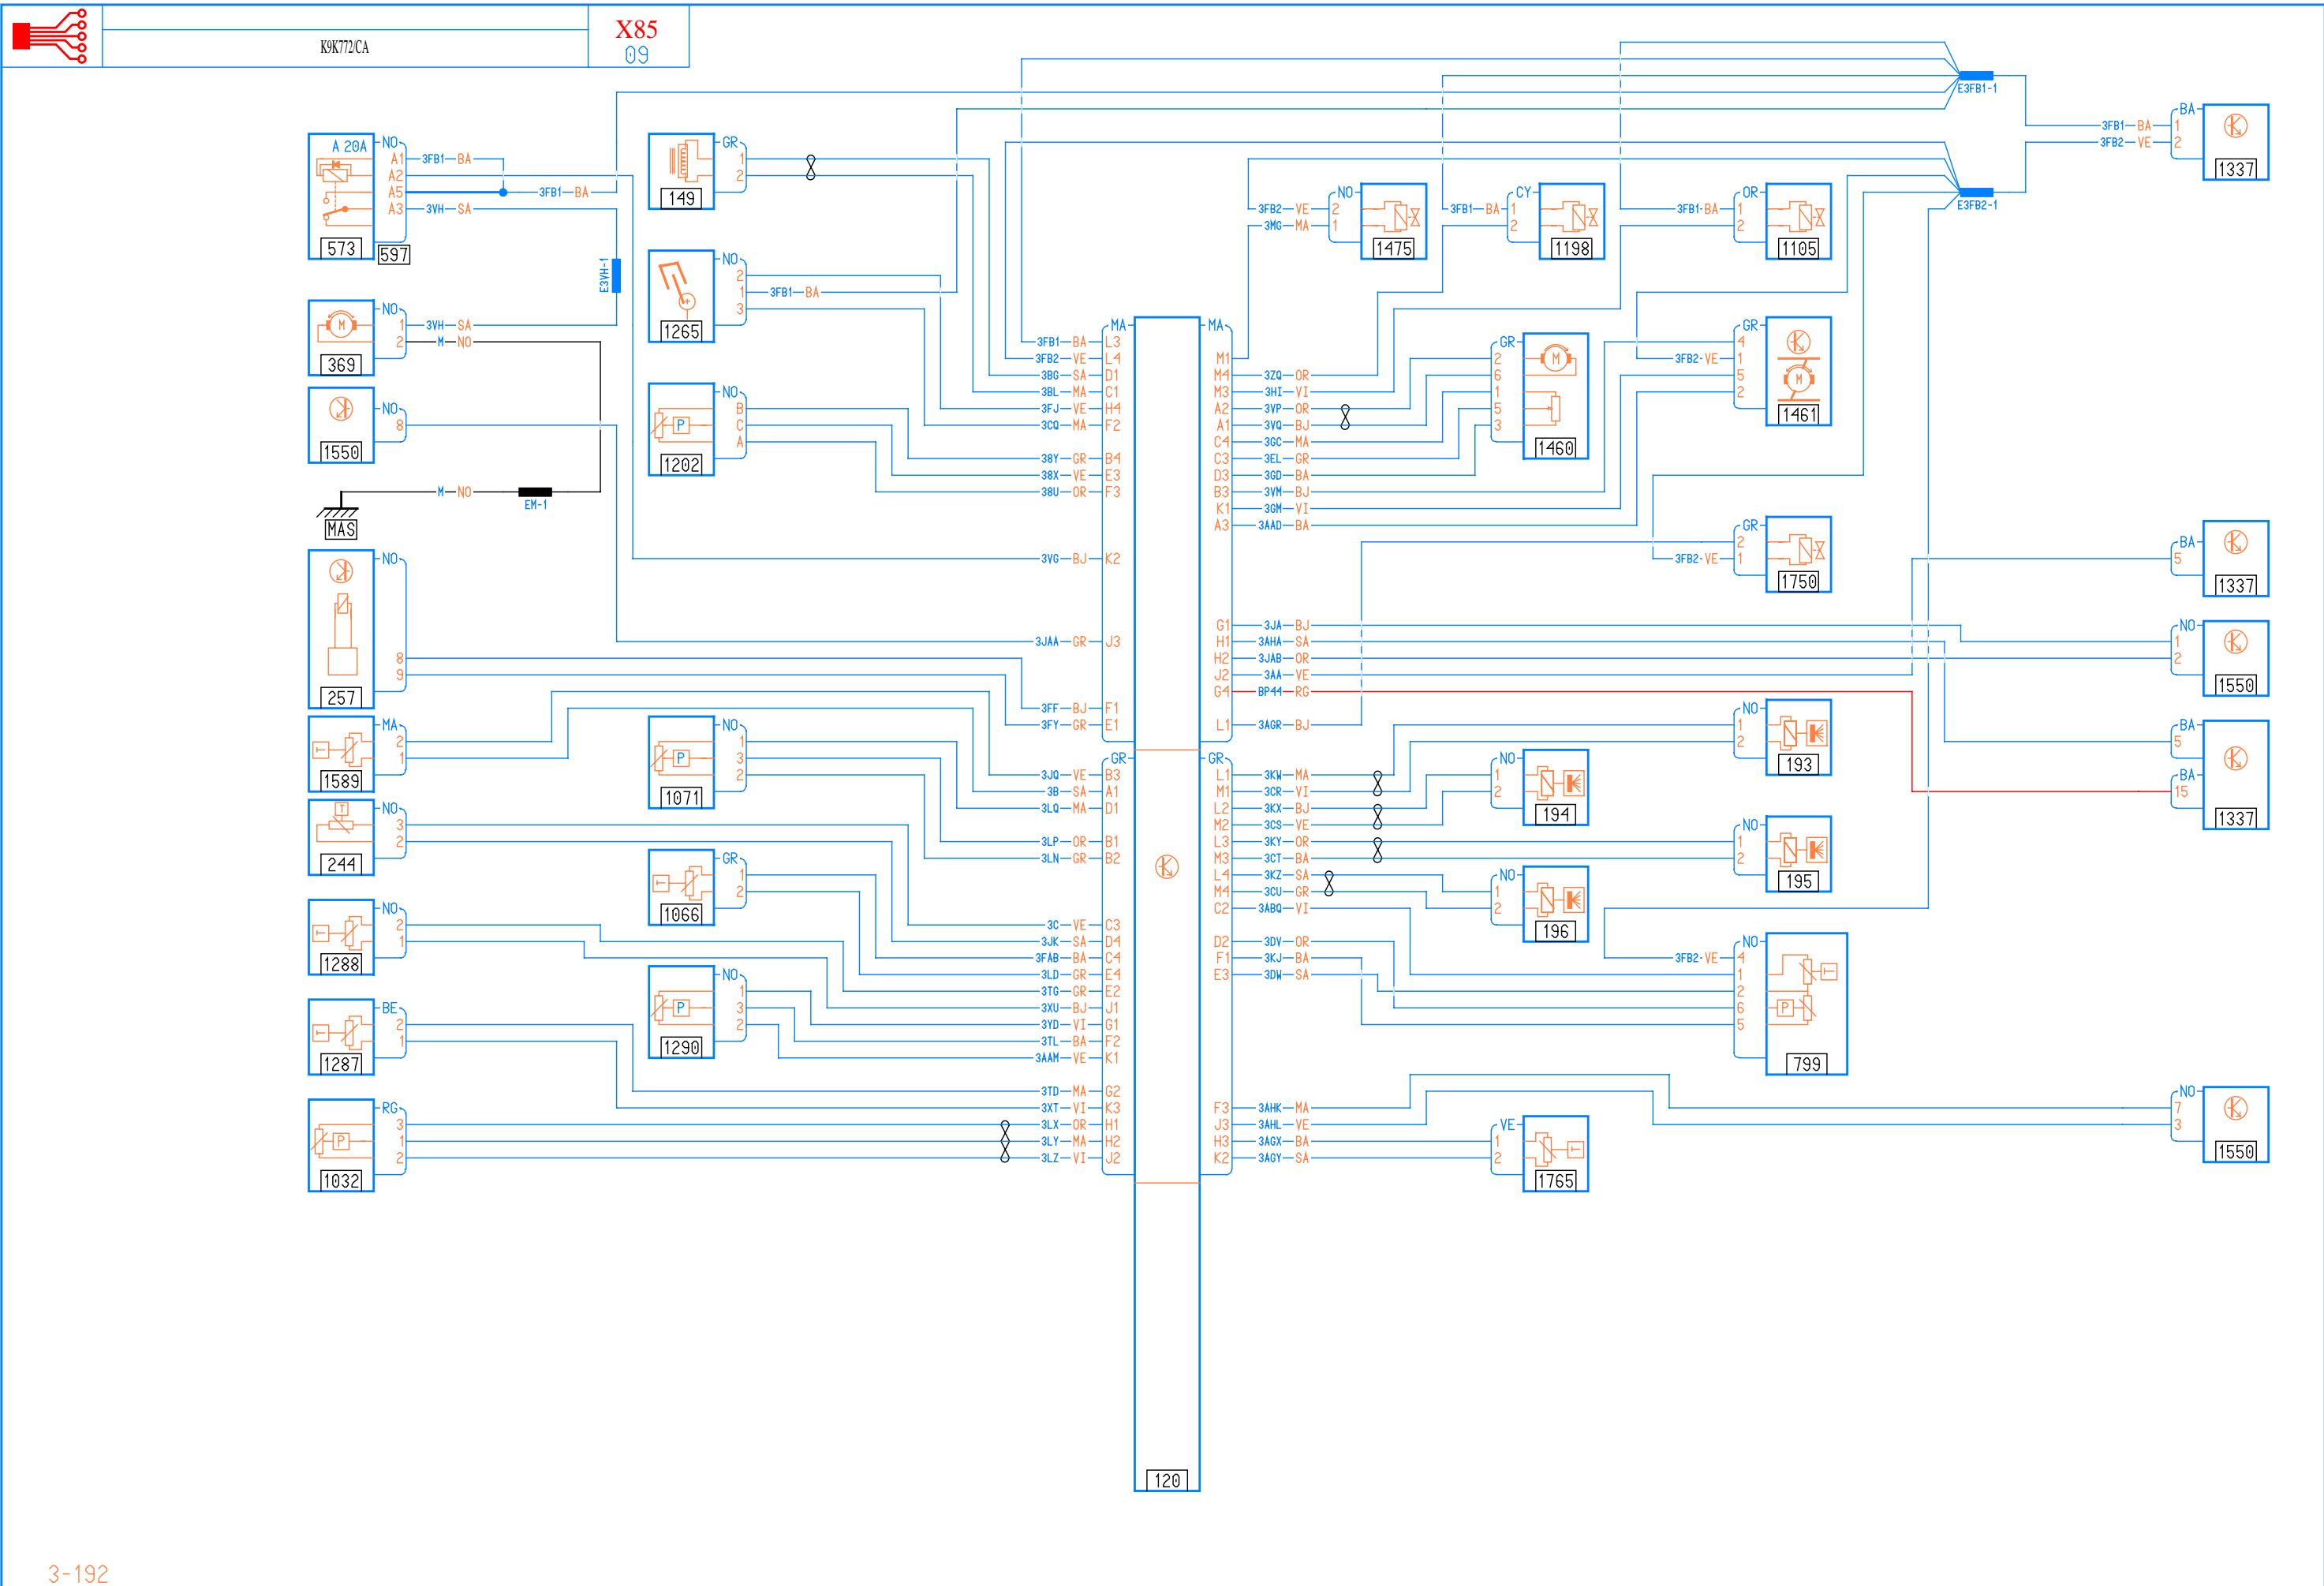 K9K772/CA
X85
09
A 20A
NO
A1 3FB1 BA
A2
A5 3FB1 BA
A3 3VH SA
573
597
E3VH-1
NO
1 3VH SA
2 M NO
369
NO
8
1550
M NO
EM-1
MAS
NO
8
9
257
MA
2
1
1589
NO
3
2
244
NO
2
1
1288
BE
2
1
1287
RG
3
1
2
1032
GR
1
2
149
NO
2
1 3FB1 BA
3
1265
NO
B
C
A
P
1202
NO
1
3
2
P
1071
GR
1
2
T
1066
NO
1
3
2
P
1290
MA
3FB1 BA L3
3FB2 VE L4
3BG SA D1
3BL MA C1
3FJ VE H4
3CQ MA F2
38Y GR B4
38X VE E3
38U OR F3
3VG BJ K2
3JAA GR J3
3FF BJ F1
3FY GR E1
GR
3JQ VE B3
3B SA A1
3LQ MA D1
3LP OR B1
3LN GR B2
3C VE C3
3JK SA D4
3FAB BA C4
3LD GR E4
3TG GR E2
3XU BJ J1
3YD VI G1
3TL BA F2
3AAM VE K1
3TD MA G2
3XT VI K3
3LX OR H1
3LY MA H2
3LZ VI J2
120
MA
M1
M4 3ZQ OR
M3 3HI VI
A2 3VP OR
A1 3VQ BJ
C4 3GC MA
C3 3EL GR
D3 3GD BA
B3 3VM BJ
K1 3GM VI
A3 3AAD BA
G1 3JA BJ
H1 3AHA SA
H2 3JAB OR
J2 3AA VE
G4 BP44 RG
L1 3AGR BJ
GR
L1 3KW MA
M1 3CR VI
L2 3KX BJ
M2 3CS VE
L3 3KY OR
M3 3CT BA
L4 3KZ SA
M4 3CU GR
C2 3ABQ VI
D2 3DV OR
F1 3KJ BA
E3 3DW SA
F3 3AHK MA
J3 3AHL VE
H3 3AGX BA
K2 3AGY SA
NO
3FB2 VE 2
3MG MA 1
1475
CY
3FB1 BA 1
2
1198
OR
3FB1 BA 1
2
1105
GR
2
6
1
5
3
M
1460
GR
4
3FB2 VE 1
5
2
M
1461
GR
2
3FB2 VE 1
1750
NO
1
2
193
NO
1
2
194
NO
1
2
195
NO
1
2
196
NO
3FB2 VE 4
1
2
6
5
T
P
799
VE
1
2
T
1765
E3FB1-1
E3FB2-1
BA
3FB1 BA 1
3FB2 VE 2
1337
BA
5
1337
NO
1
2
1550
BA
5
BA
15
1337
NO
7
3
1550
3-192